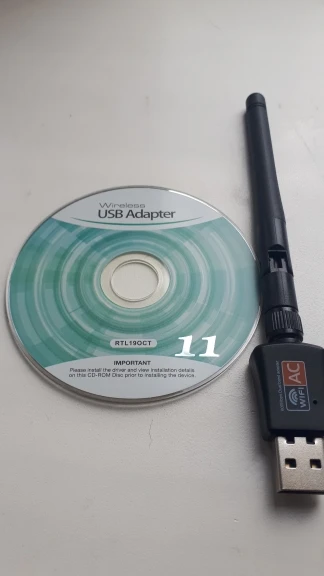 Wireless
USB Adapter
RTL19OCT
11
IMPORTANT
Please install the driver and view installation details
on this CD-ROM Disc prior to installing the device.
AC
WiFi